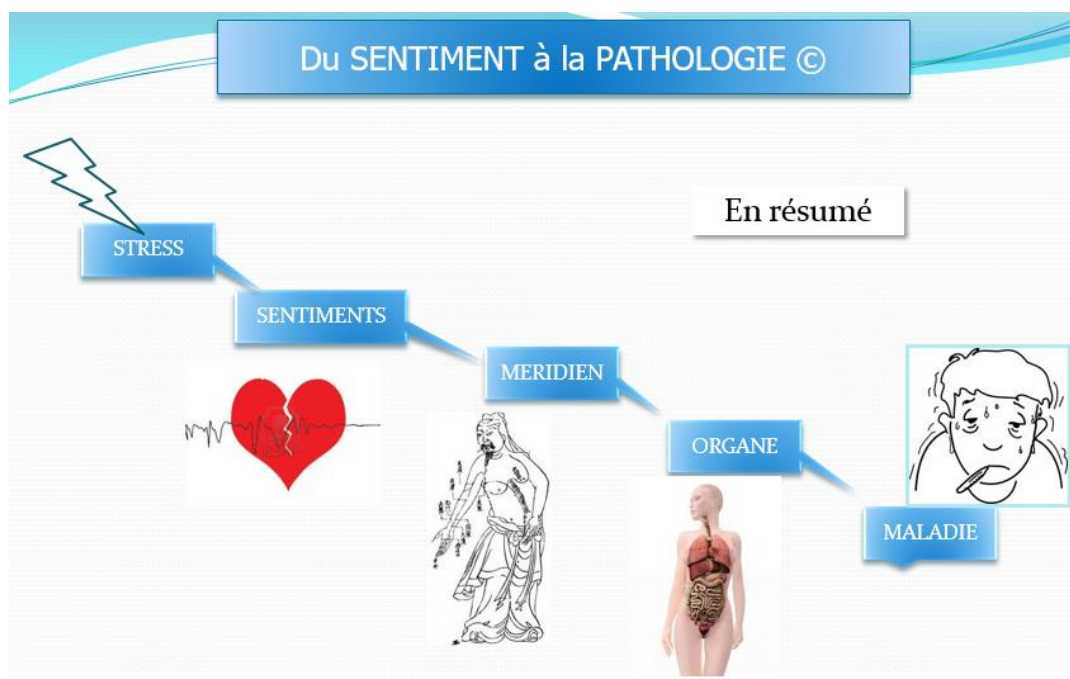 Du SENTIMENT à la PATHOLOGIE ©
En résumé
STRESS
SENTIMENTS
MERIDIEN
ORGANE
MALADIE